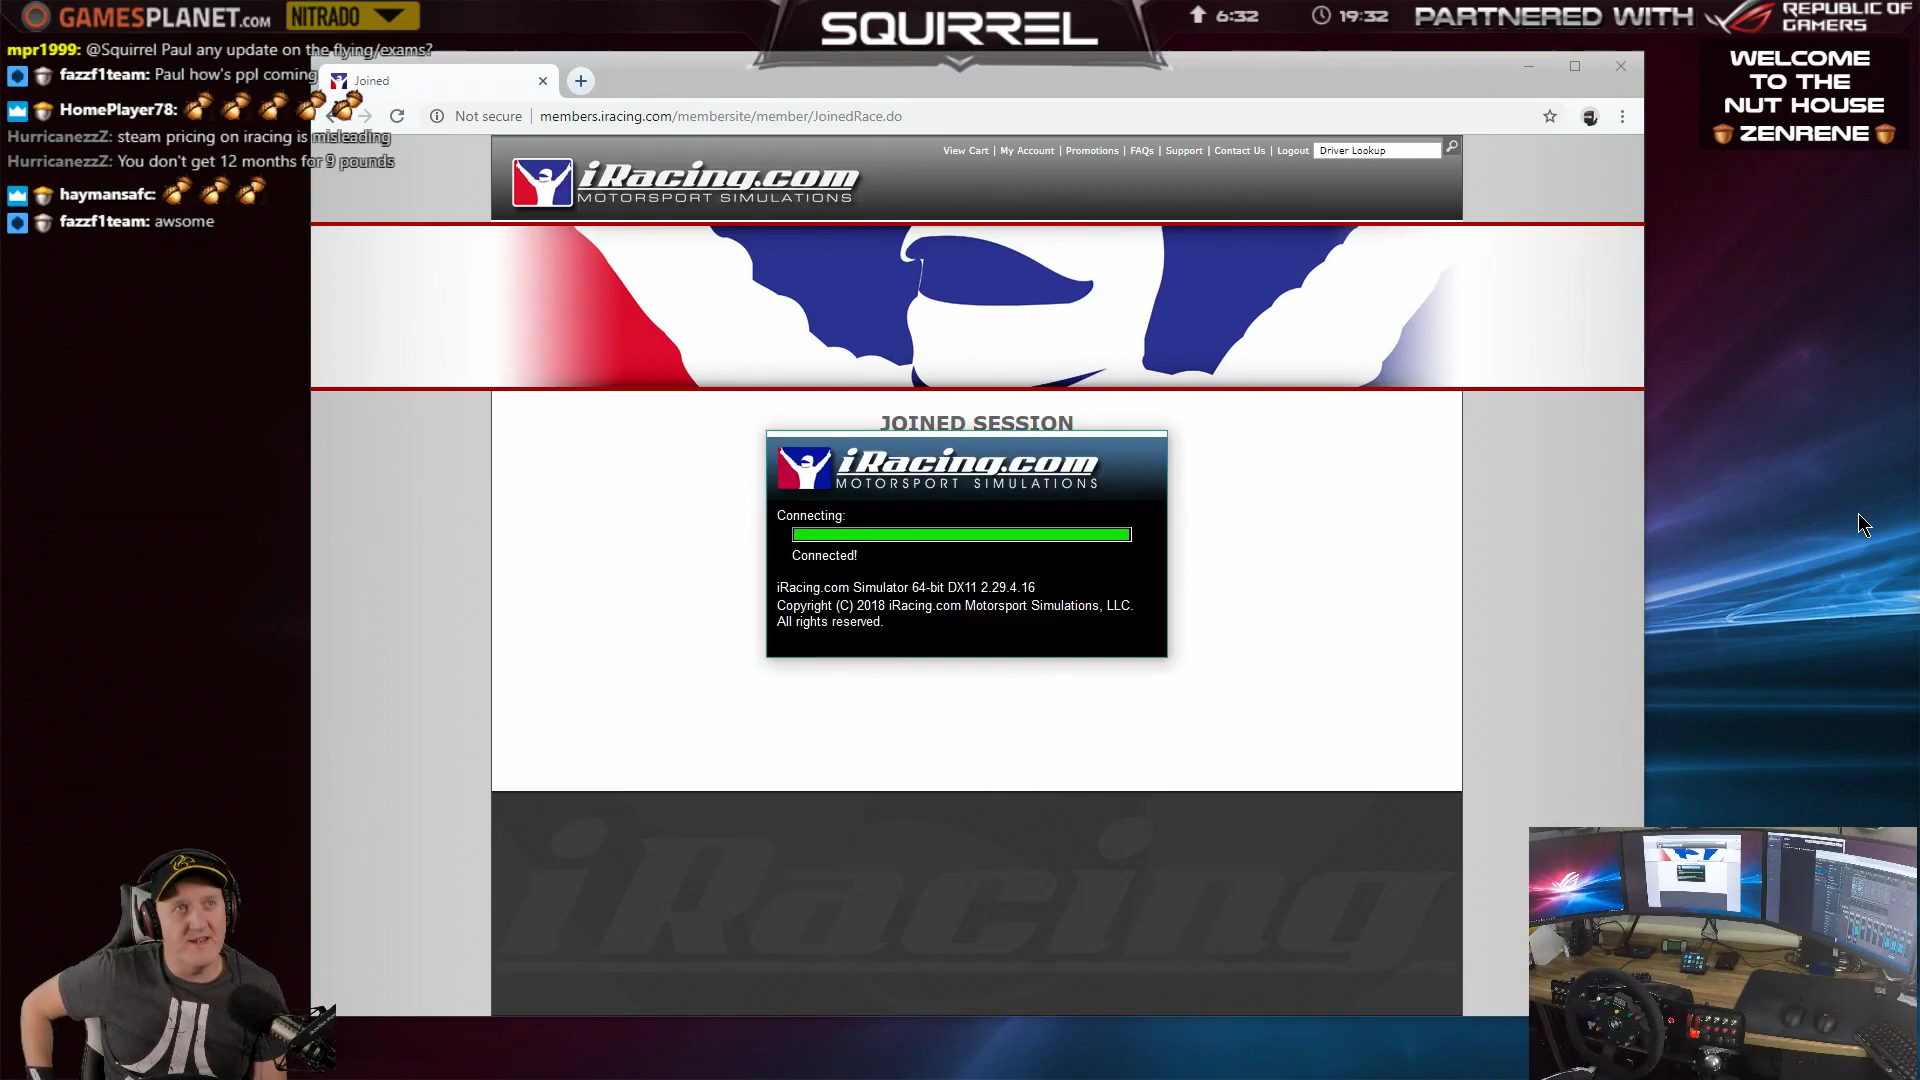 GAMESPLANET.COM
NITRADO
SQUIRREL
6:32
19:32
PARTNERED WITH
REPUBLIC OF
GAMERS
WELCOME
TO THE
NUT HOUSE
ZENRENE
mpr1999: @Squirrel Paul any update on the flying/exams?
fazzf1team: Paul how's ppl coming
HomePlayer78:
HurricanezzZ: steam pricing on iracing is misleading
HurricanezzZ: You don't get 12 months for 9 pounds
haymansafc:
fazzf1team: awsome
Joined
Not secure
members.iracing.com/membersite/member/JoinedRace.do
View Cart | My Account | Promotions | FAQs | Support | Contact Us | Logout
Driver Lookup
iRacing.com
MOTORSPORT SIMULATIONS
JOINED SESSION
iRacing.com
MOTORSPORT SIMULATIONS
Connecting:
Connected!
iRacing.com Simulator 64-bit DX11 2.29.4.16
Copyright (C) 2018 iRacing.com Motorsport Simulations, LLC.
All rights reserved.
iRacing